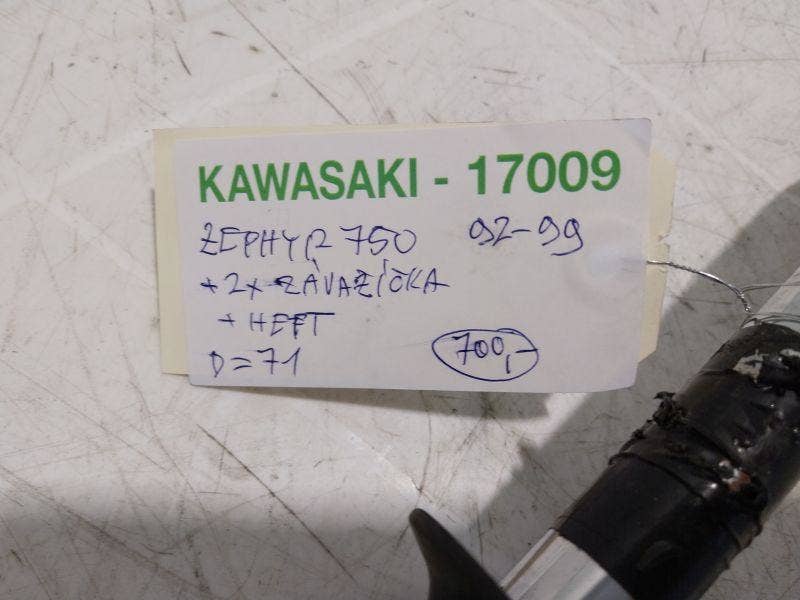 KAWASAKI - 17009
ZEPHYR 750 92-99
+ 2x ZÁVAŽÍČKA
+ HEFT
D = 71
700,-